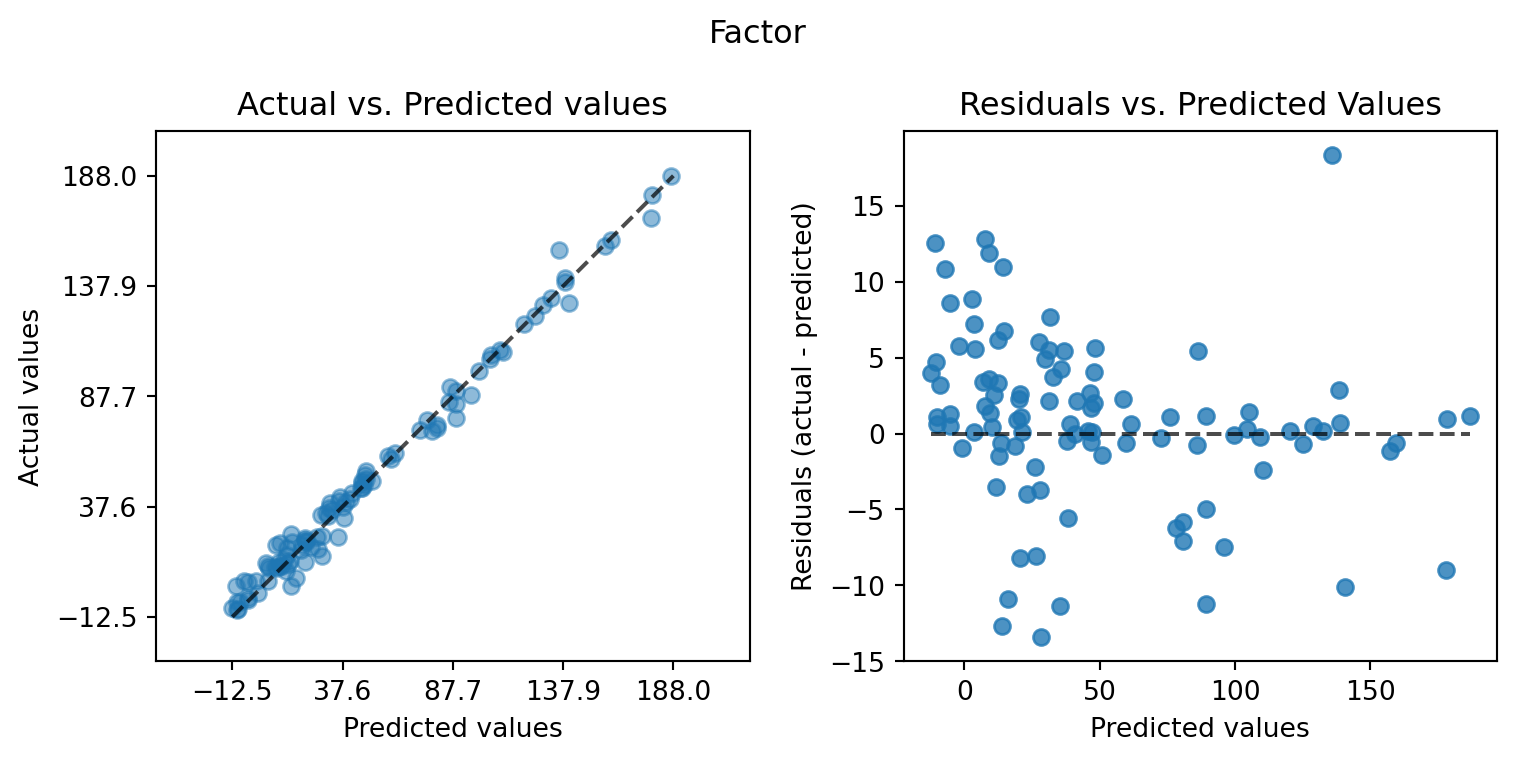 Factor
Actual vs. Predicted values
188.0
137.9
87.7
37.6
−12.5
Actual values
−12.5 37.6 87.7 137.9 188.0
Predicted values
Residuals vs. Predicted Values
15
10
5
0
−5
−10
−15
Residuals (actual - predicted)
0 50 100 150
Predicted values